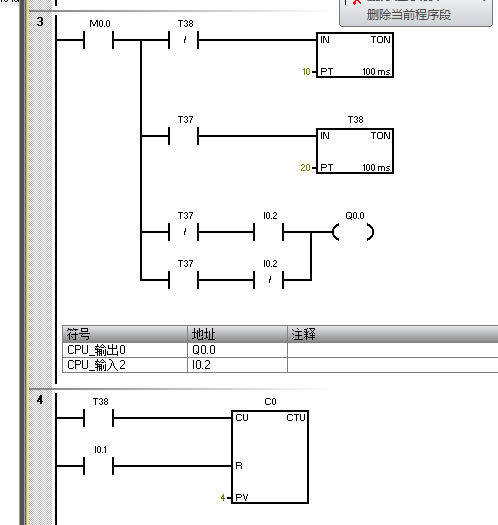 删除当前程序段
3
M0.0 T38
IN TON
10 PT 100 ms
T37 T38
IN TON
20 PT 100 ms
T37 I0.2 Q0.0
T37 I0.2
符号 地址 注释
CPU_输出0 Q0.0
CPU_输入2 I0.2
4
T38 C0
CU CTU
I0.1
R
4 PV